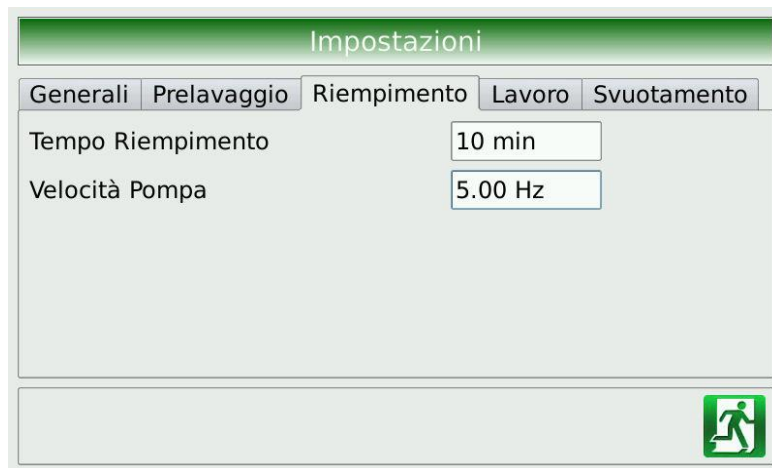 Impostazioni
Generali Prelavaggio Riempimento Lavoro Svuotamento
Tempo Riempimento 10 min
Velocità Pompa 5.00 Hz